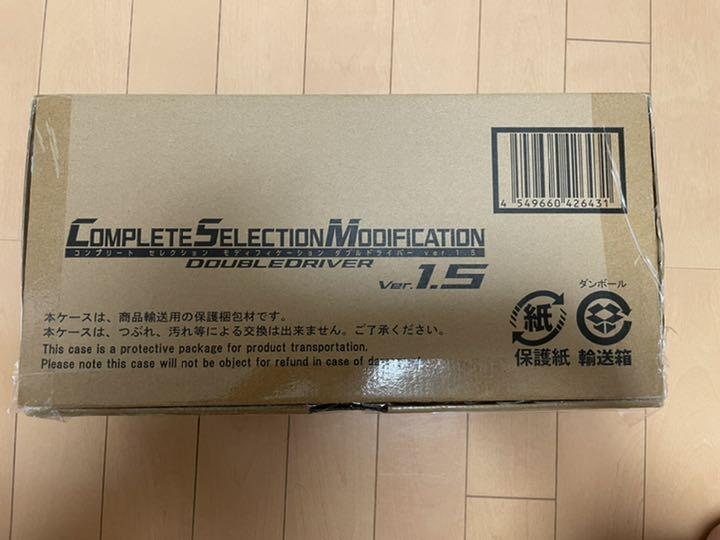 4 549660 426431
COMPLETE SELECTION MODIFICATION
コンプリート セレクション モディフィケーション ダブルドライバー ver.1.5
DOUBLEDRIVER
Ver.1.5
ダンボール
紙
保護紙 輸送箱
本ケースは、商品輸送用の保護梱包材です。
本ケースは、つぶれ、汚れ等による交換は出来ません。ご了承ください。
This case is a protective package for product transportation.
Please note this case will not be object for refund in case of